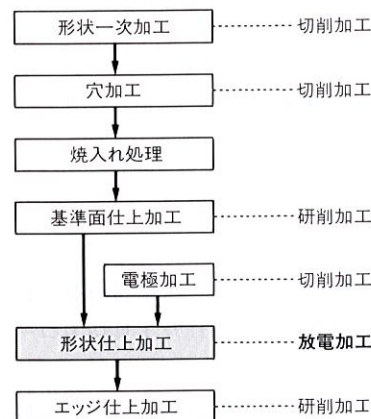 形状一次加工 切削加工
穴加工 切削加工
焼入れ処理
基準面仕上加工 研削加工
電極加工 切削加工
形状仕上加工 放電加工
エッジ仕上加工 研削加工